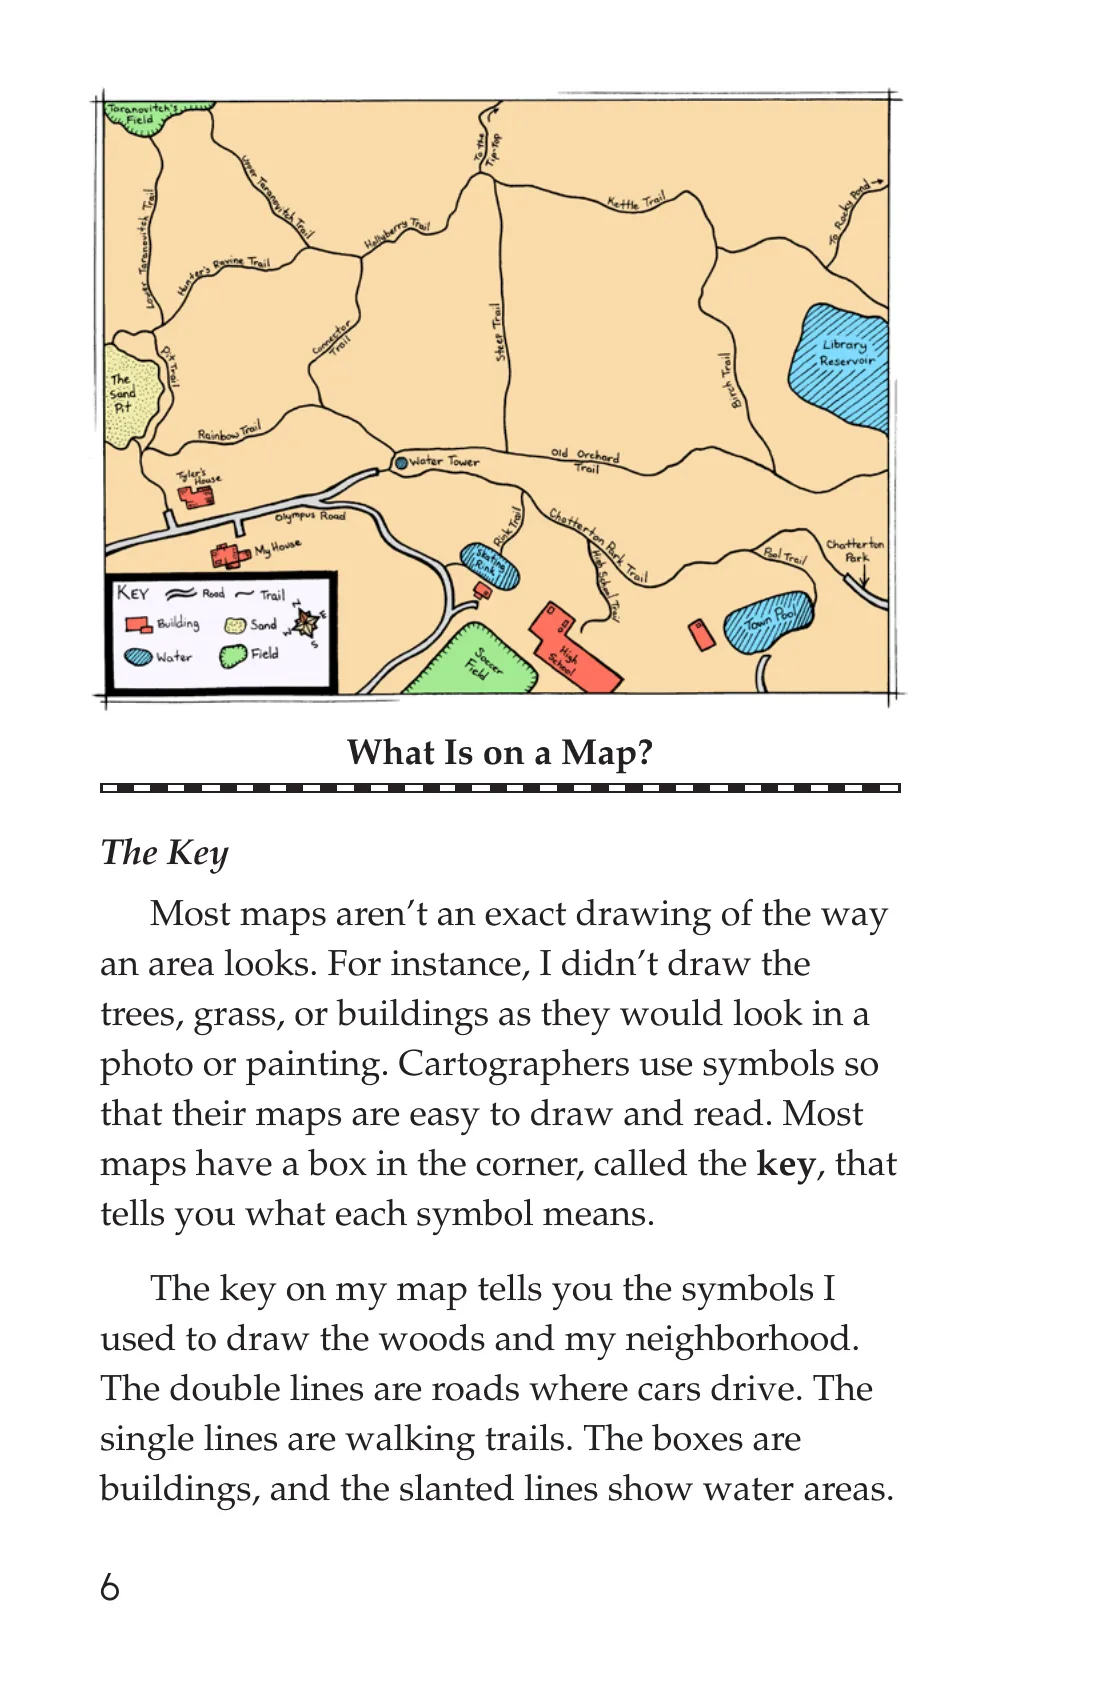 Taranovitch's
Field
To the
Tip-Top
Upper Taranovitch Trail
Kettle Trail
To Rocky Pond
Lower Taranovitch Trail
Hollyberry Trail
Hunter's Ravine Trail
Connector
Trail
Steep Trail
Library
Reservoir
Pit Trail
Birch Trail
The
Sand
Pit
Rainbow Trail
Water Tower
Old Orchard
Trail
Tyler's
House
Olympus Road
Rink Trail
Chatterton Park Trail
My House
Skating
Rink
High School Trail
Pool Trail
Chatterton
Park
KEY
Road
Trail
Building
Sand
Water
Field
N
E
S
W
Soccer
Field
High
School
Town Pool
What Is on a Map?
The Key
Most maps aren't an exact drawing of the way
an area looks. For instance, I didn't draw the
trees, grass, or buildings as they would look in a
photo or painting. Cartographers use symbols so
that their maps are easy to draw and read. Most
maps have a box in the corner, called the key, that
tells you what each symbol means.
The key on my map tells you the symbols I
used to draw the woods and my neighborhood.
The double lines are roads where cars drive. The
single lines are walking trails. The boxes are
buildings, and the slanted lines show water areas.
6